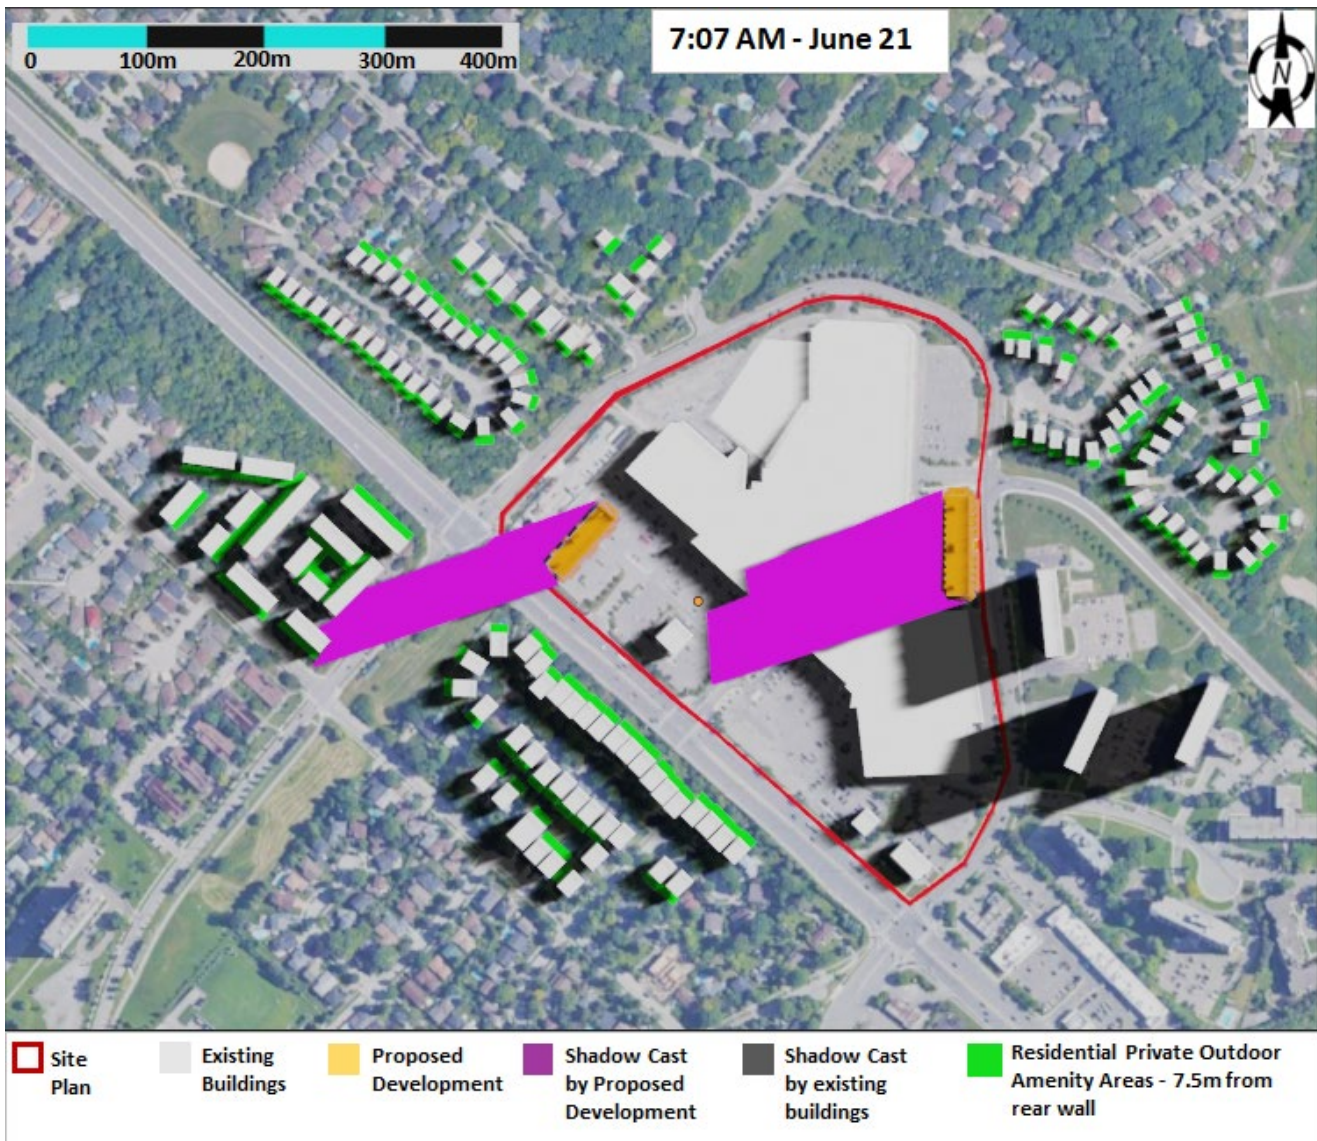 7:07 AM - June 21
0 100m 200m 300m 400m
N
Site
Plan
Existing
Buildings
Proposed
Development
Shadow Cast
by Proposed
Development
Shadow Cast
by existing
buildings
Residential Private Outdoor
Amenity Areas - 7.5m from
rear wall